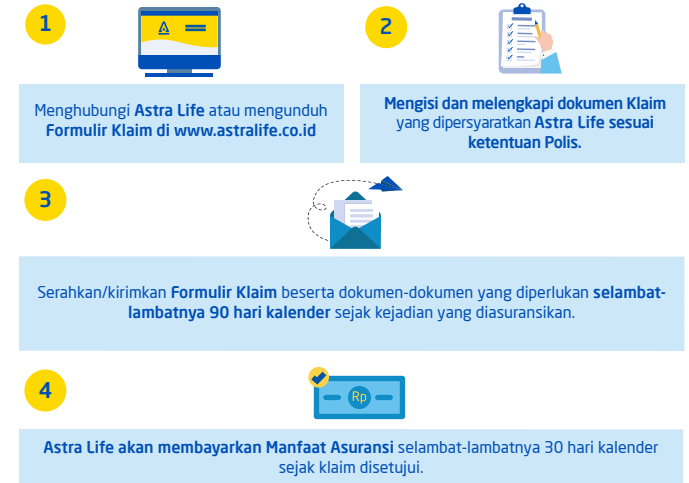 1
2
Menghubungi Astra Life atau mengunduh
Formulir Klaim di www.astralife.co.id
Mengisi dan melengkapi dokumen Klaim
yang dipersyaratkan Astra Life sesuai
ketentuan Polis.
3
Serahkan/kirimkan Formulir Klaim beserta dokumen-dokumen yang diperlukan selambat-
lambatnya 90 hari kalender sejak kejadian yang diasuransikan.
4
Rp
Astra Life akan membayarkan Manfaat Asuransi selambat-lambatnya 30 hari kalender
sejak klaim disetujui.